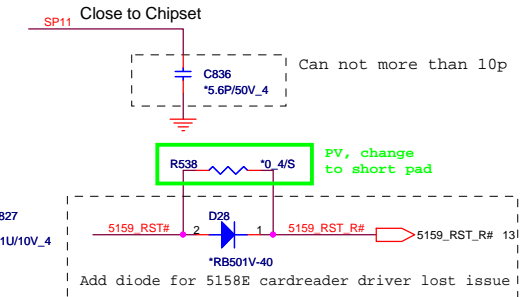 Close to Chipset
SP11
C836
*5.6P/50V_4
Can not more than 10p
R538
*0_4/S
PV, change
to short pad
827
1U/10V_4
5159_RST#
2
D28
1
5159_RST_R#
5159_RST_R# 13
*RB501V-40
Add diode for 5158E cardreader driver lost issue